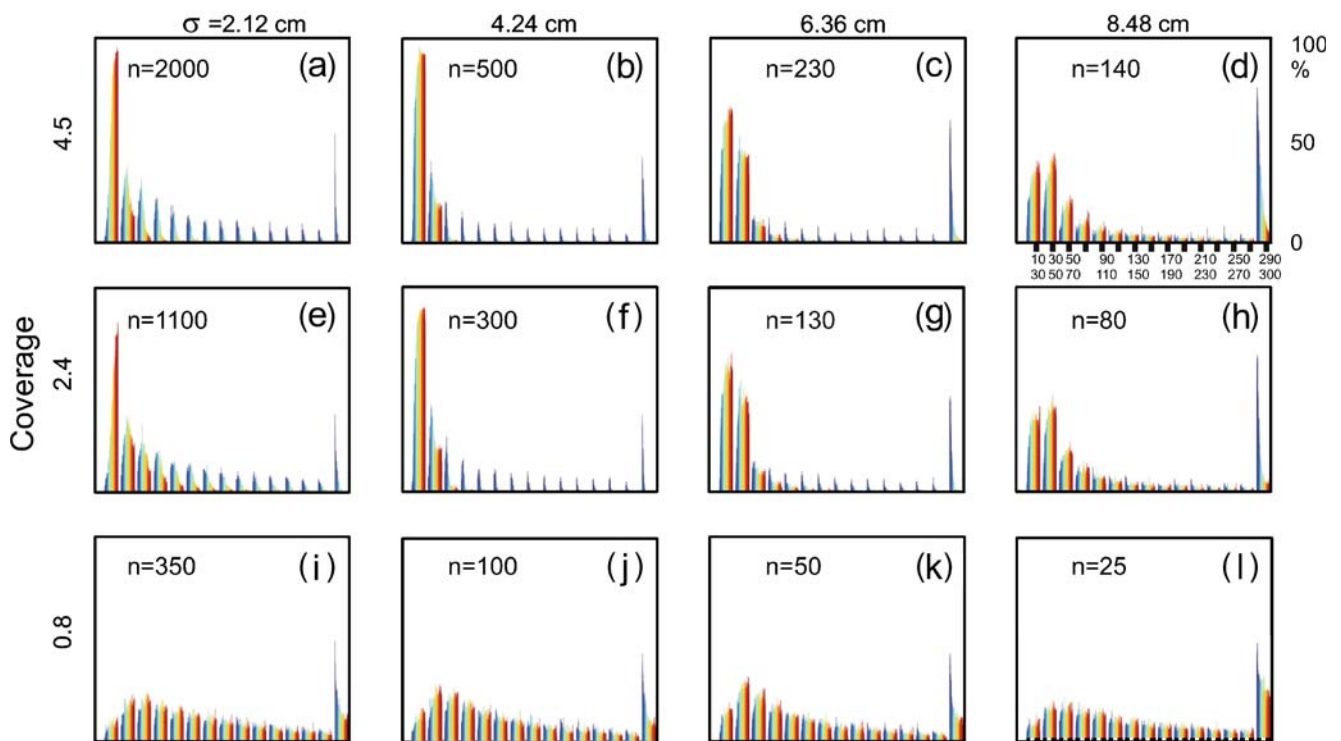 σ =2.12 cm 4.24 cm 6.36 cm 8.48 cm
n=2000 (a) n=500 (b) n=230 (c) n=140 (d) 100
%
4.5
50
0
10 30 50 90 130 170 210 250 290
30 50 70 110 150 190 230 270 300
n=1100 (e) n=300 (f) n=130 (g) n=80 (h)
Coverage
2.4
n=350 (i) n=100 (j) n=50 (k) n=25 (l)
0.8